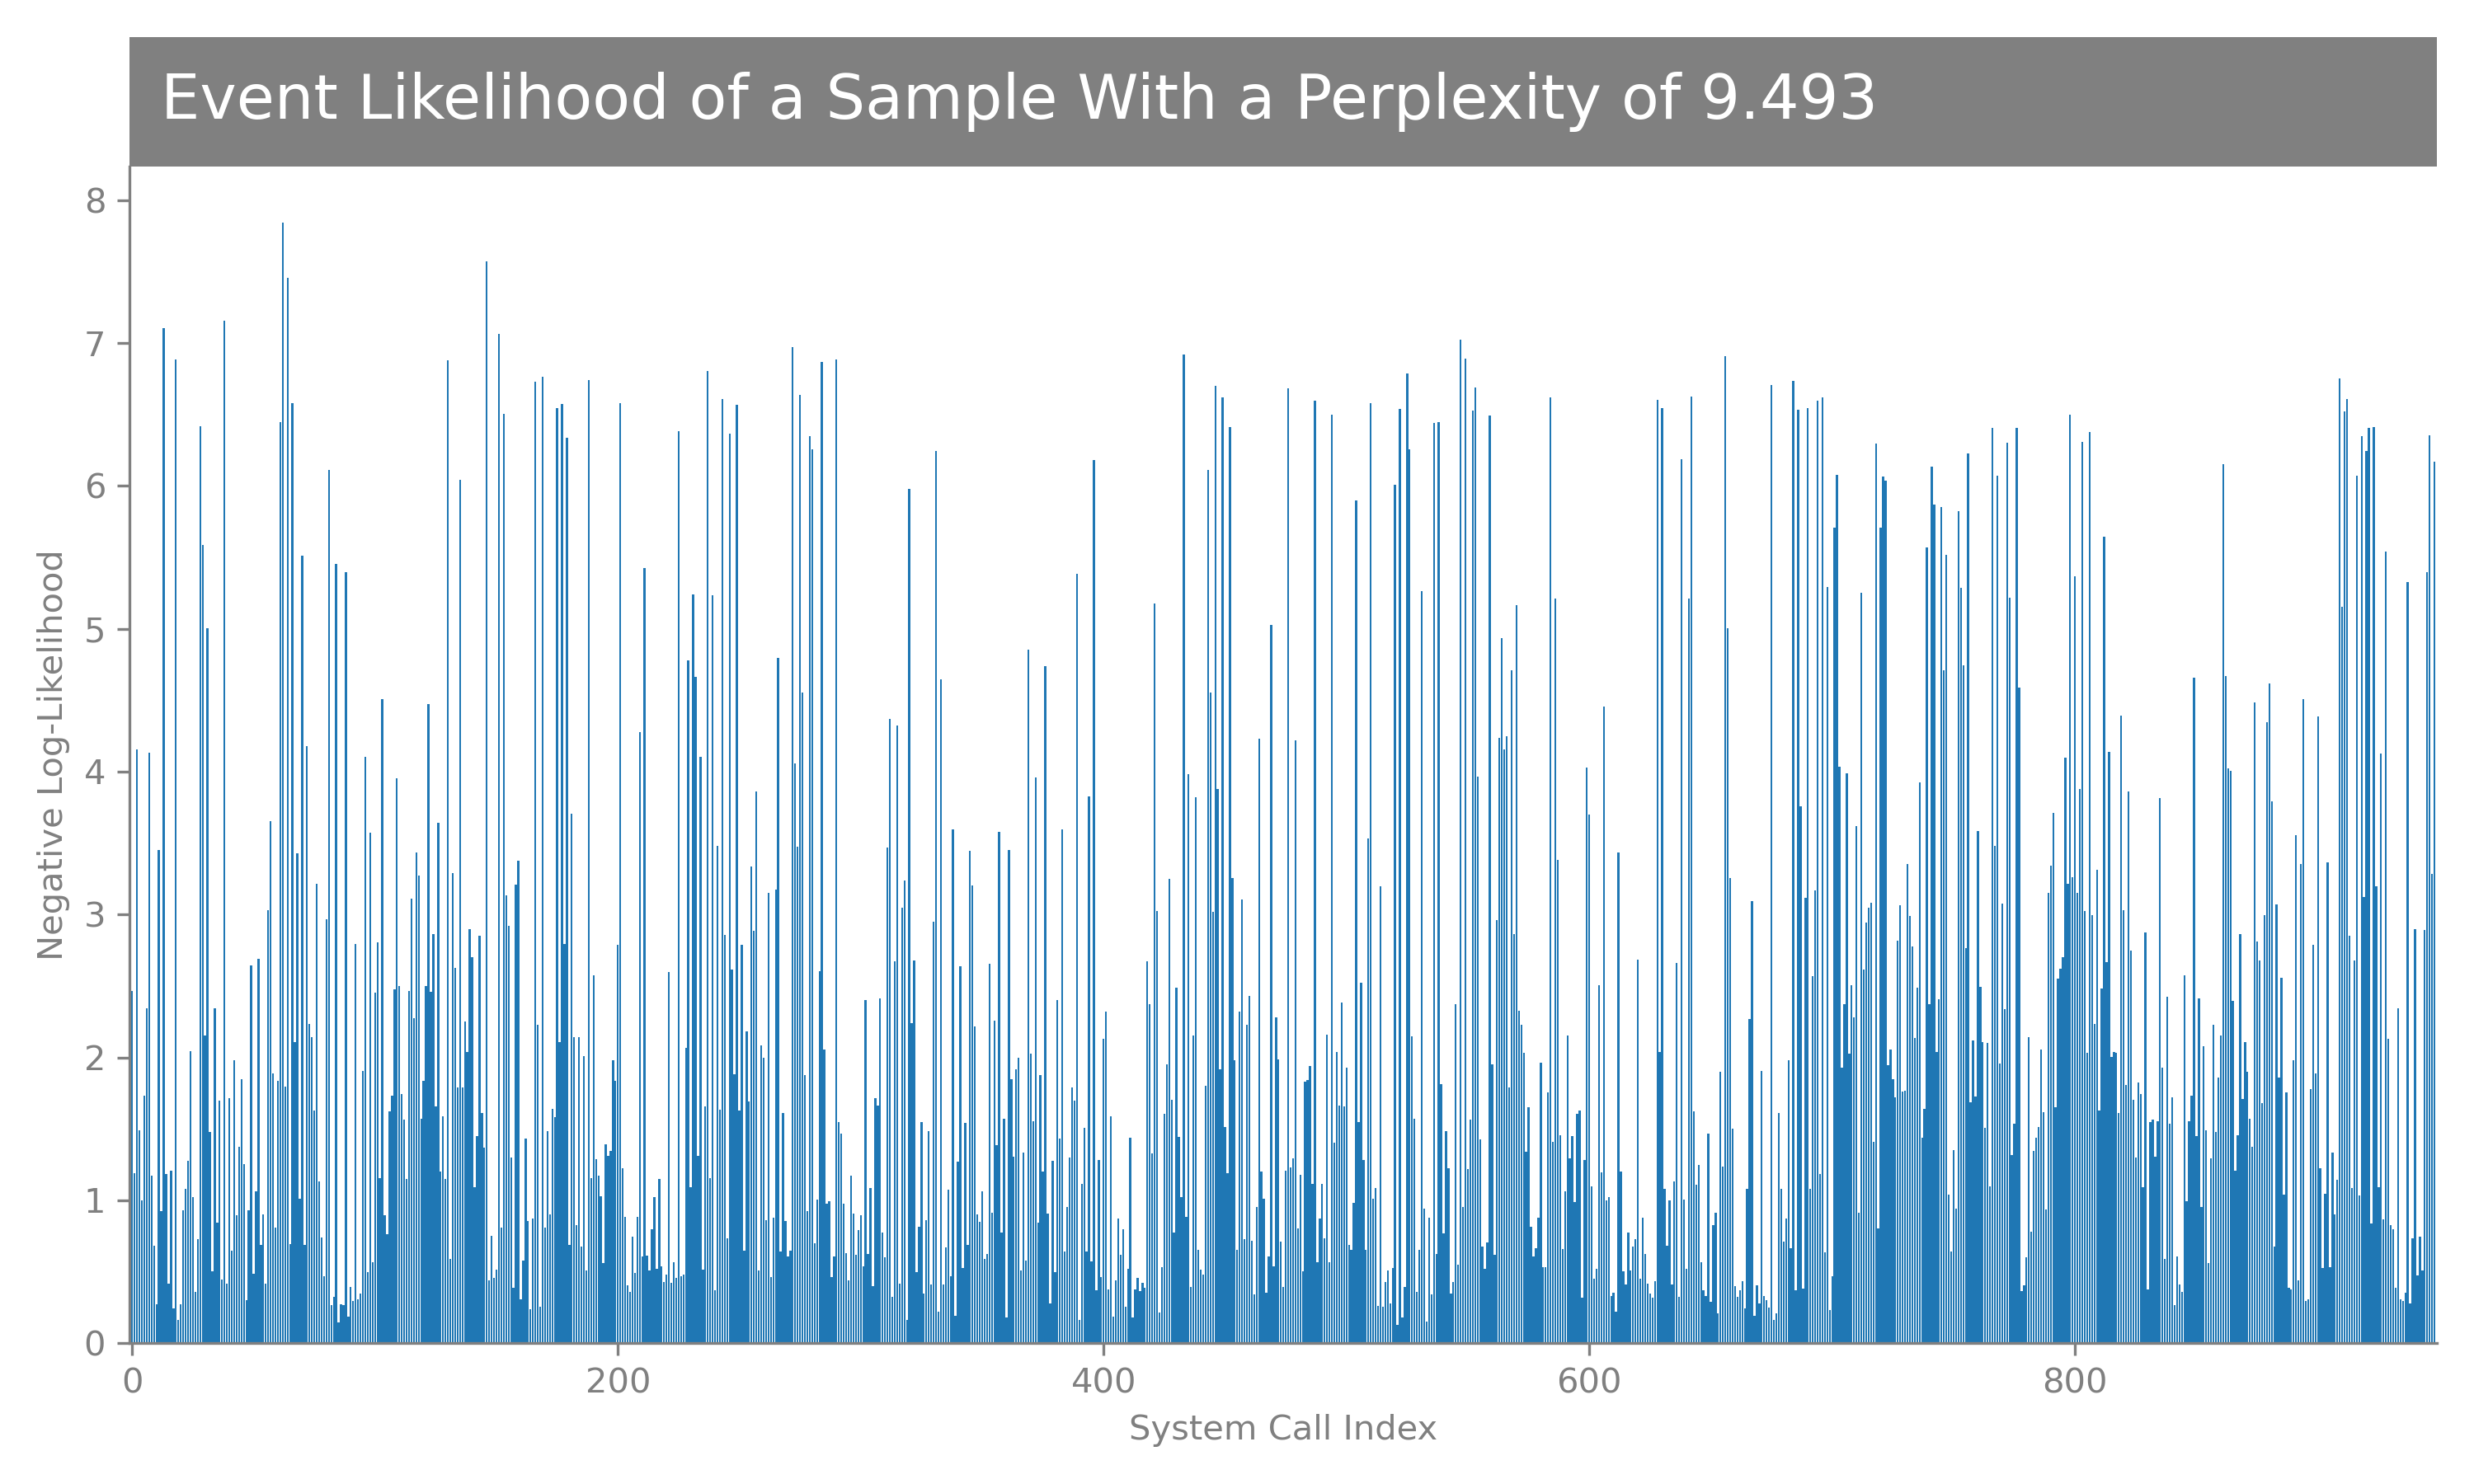 Event Likelihood of a Sample With a Perplexity of 9.493
8
7
6
5
4
3
2
1
0
Negative Log-Likelihood
0 200 400 600 800
System Call Index